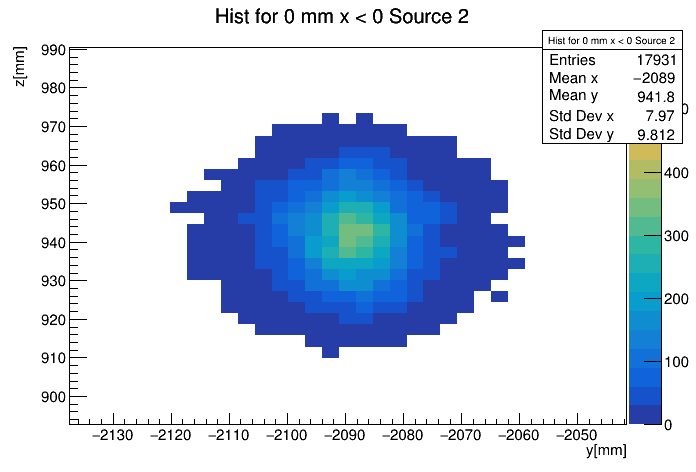 Hist for 0 mm x < 0 Source 2
Hist for 0 mm x < 0 Source 2
Entries 17931
Mean x −2089
Mean y 941.8
Std Dev x 7.97
Std Dev y 9.812
z[mm]
990
980
970
960
950
940
930
920
910
900
0
400
300
200
100
0
−2130 −2120 −2110 −2100 −2090 −2080 −2070 −2060 −2050
y[mm]